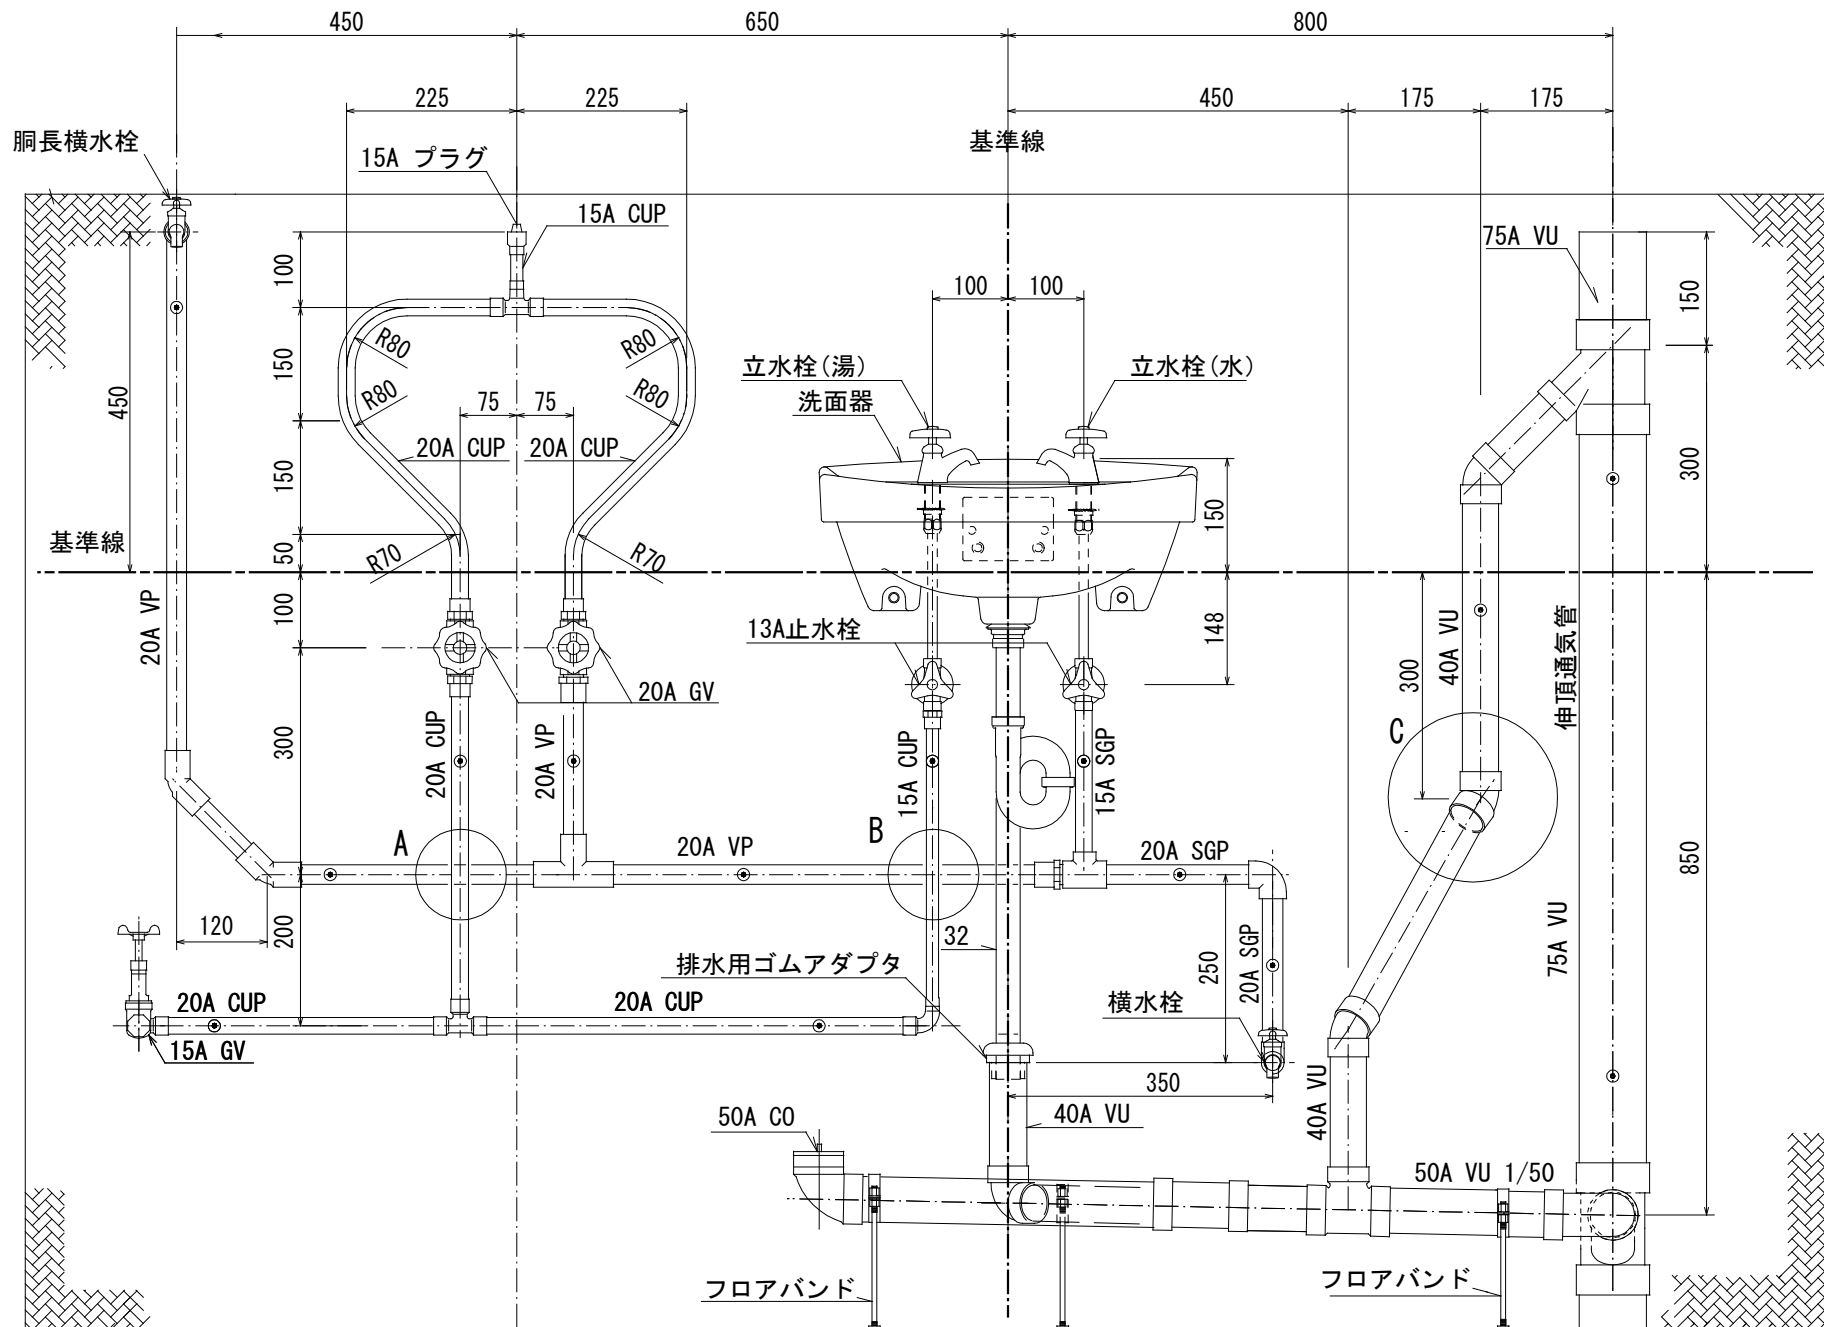 450
650
800
225
225
450
175
175
基準線
胴長横水栓
15A プラグ
15A CUP
75A VU
100
100
100
150
R80
R80
150
立水栓(湯)
立水栓(水)
洗面器
R80
R80
75
75
450
300
20A CUP
20A CUP
150
150
基準線
50
R70
R70
20A VP
100
13A止水栓
148
40A VU
300
伸頂通気管
20A GV
C
300
20A CUP
20A VP
15A CUP
15A SGP
A
B
20A VP
20A SGP
850
120
200
32
250
20A SGP
75A VU
排水用ゴムアダプタ
20A CUP
20A CUP
横水栓
15A GV
350
40A VU
50A CO
40A VU
50A VU 1/50
フロアバンド
フロアバンド